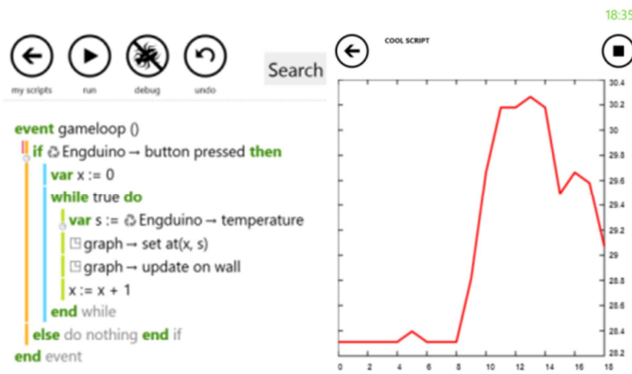 18:35
my scripts run debug undo
Search
event gameloop ()
if Engduino → button pressed then
var x := 0
while true do
var s := Engduino → temperature
graph → set at(x, s)
graph → update on wall
x := x + 1
end while
else do nothing end if
end event
COOL SCRIPT
30.4
30.2
30
29.8
29.6
29.4
29.2
29
28.8
28.6
28.4
28.2
0 2 4 6 8 10 12 14 16 18